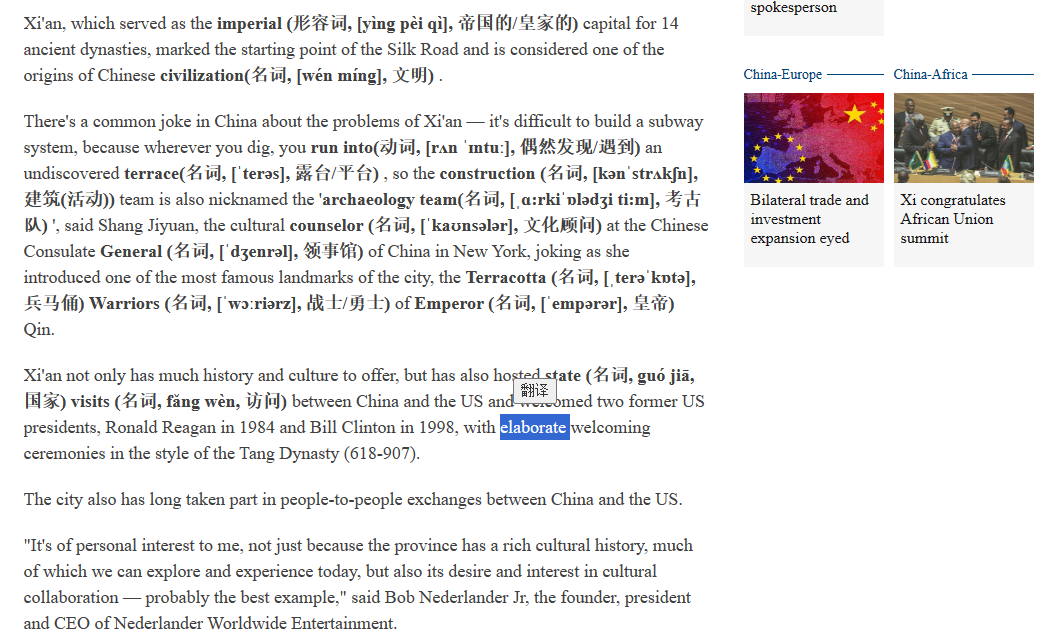 Xi'an, which served as the imperial (形容词, [yìng pèi qì], 帝国的/皇家的) capital for 14
ancient dynasties, marked the starting point of the Silk Road and is considered one of the
origins of Chinese civilization(名词, [wén míng], 文明) .
There's a common joke in China about the problems of Xi'an — it's difficult to build a subway
system, because wherever you dig, you run into(动词, [rʌn ˈɪntuː], 偶然发现/遇到) an
undiscovered terrace(名词, [ˈterəs], 露台/平台) , so the construction (名词, [kənˈstrʌkʃn],
建筑(活动)) team is also nicknamed the 'archaeology team(名词, [ˌɑːrkiˈɒlədʒi tiːm], 考古
队) ', said Shang Jiyuan, the cultural counselor (名词, [ˈkaʊnsələr], 文化顾问) at the Chinese
Consulate General (名词, [ˈdʒenrəl], 领事馆) of China in New York, joking as she
introduced one of the most famous landmarks of the city, the Terracotta (名词, [ˌterəˈkɒtə],
兵马俑) Warriors (名词, [ˈwɔːriərz], 战士/勇士) of Emperor (名词, [ˈempərər], 皇帝)
Qin.
Xi'an not only has much history and culture to offer, but has also hosted state (名词, guó jiā,
国家) visits (名词, fǎng wèn, 访问) between China and the US and welcomed two former US
翻译
presidents, Ronald Reagan in 1984 and Bill Clinton in 1998, with elaborate welcoming
ceremonies in the style of the Tang Dynasty (618-907).
The city also has long taken part in people-to-people exchanges between China and the US.
"It's of personal interest to me, not just because the province has a rich cultural history, much
of which we can explore and experience today, but also its desire and interest in cultural
collaboration — probably the best example," said Bob Nederlander Jr, the founder, president
and CEO of Nederlander Worldwide Entertainment.
spokesperson
China-Europe
Bilateral trade and
investment
expansion eyed
China-Africa
Xi congratulates
African Union
summit